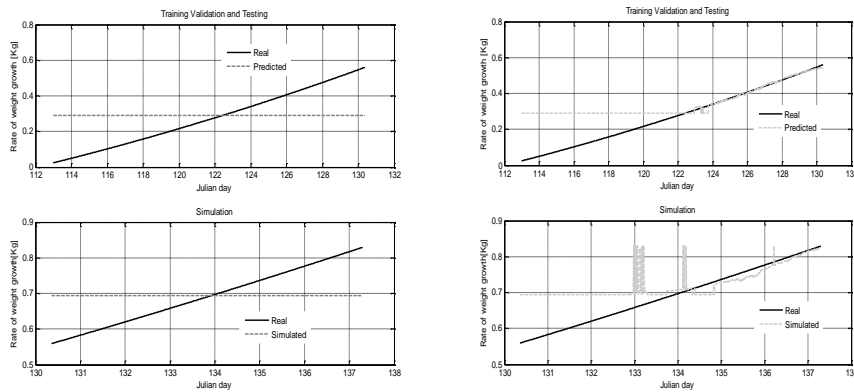 Training Validation and Testing
Rate of weight growth [Kg]
0.8
0.6
0.4
0.2
0
Real
Predicted
112 114 116 118 120 122 124 126 128 130 132
Julian day
Training Validation and Testing
Rate of weight growth [Kg]
0.8
0.6
0.4
0.2
0
Real
Predicted
112 114 116 118 120 122 124 126 128 130 13
Julian day
Simulation
Rate of weight growth[Kg]
0.9
0.8
0.7
0.6
0.5
Real
Simulated
130 131 132 133 134 135 136 137 138
Julian day
Simulation
Rate of weight growth[Kg]
0.9
0.8
0.7
0.6
0.5
Real
Simulated
130 131 132 133 134 135 136 137 13
Julian day